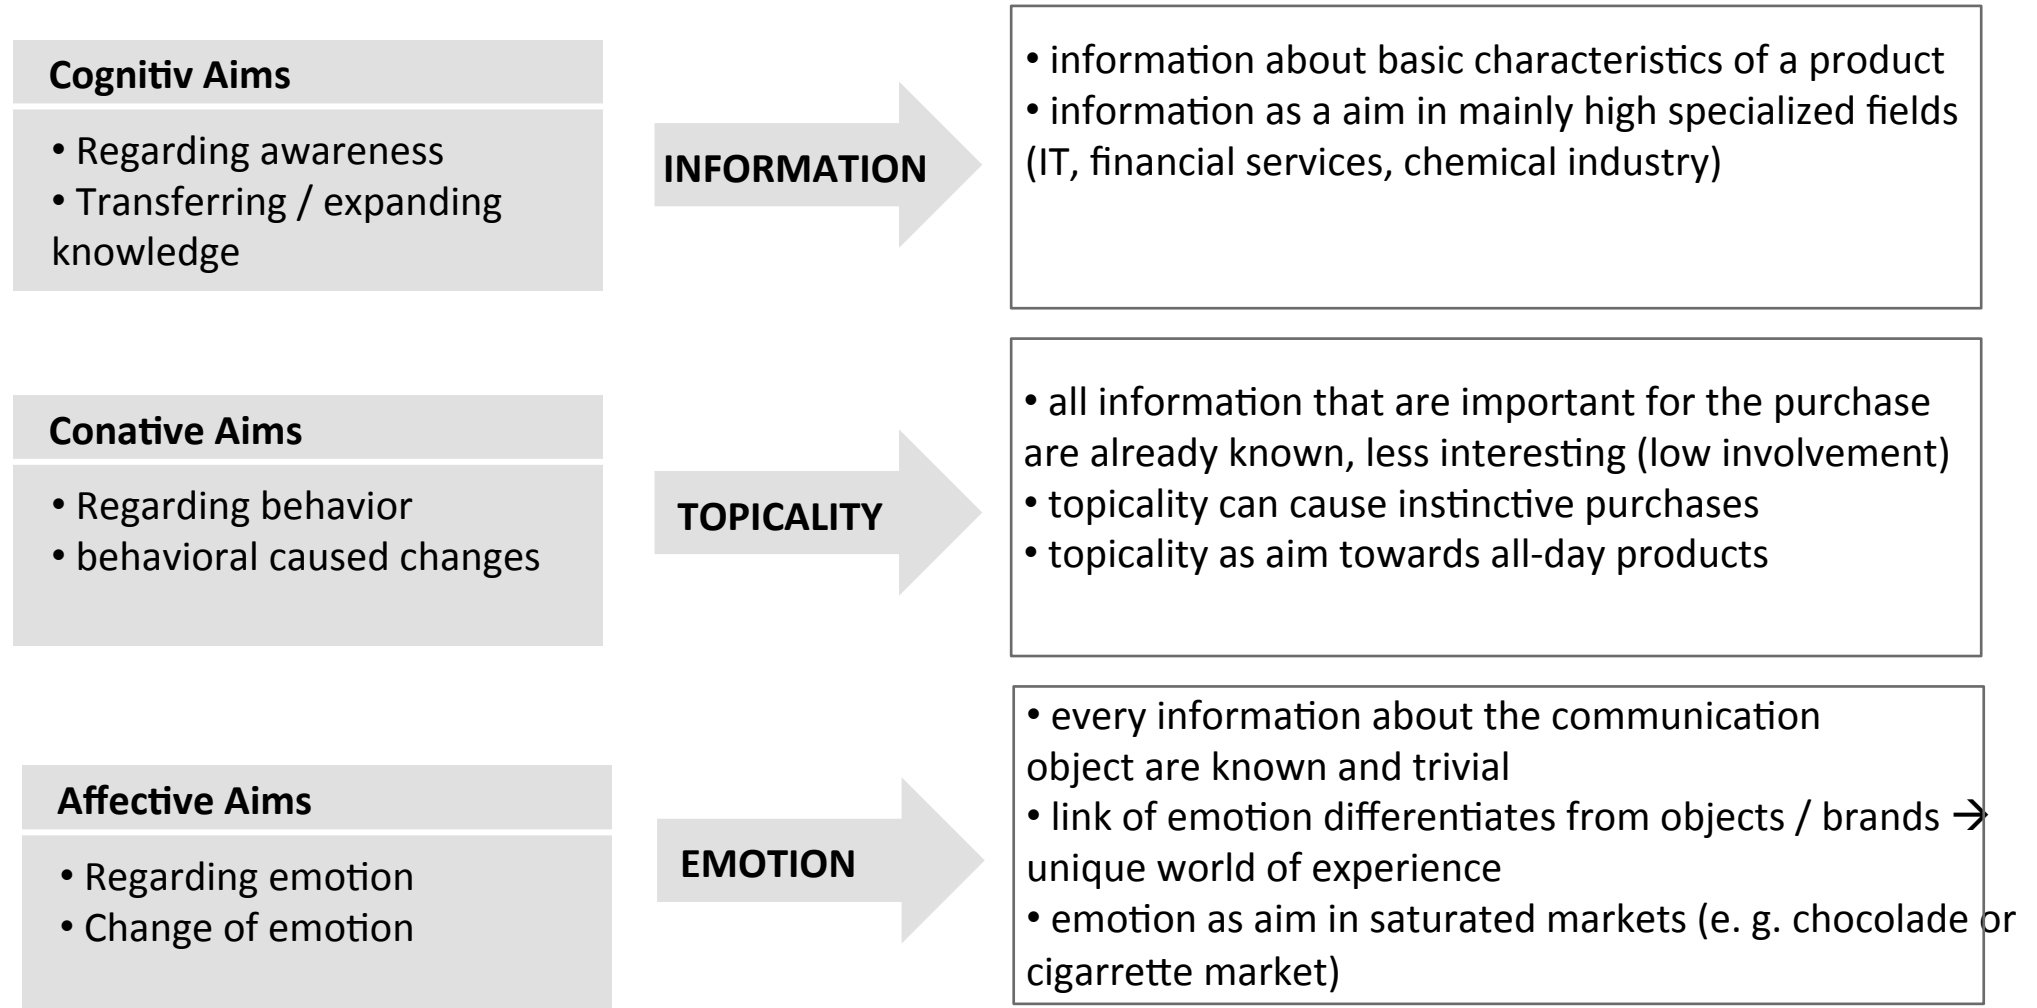 Cognitiv Aims
• Regarding awareness
• Transferring / expanding
knowledge
INFORMATION
• information about basic characteristics of a product
• information as a aim in mainly high specialized fields
(IT, financial services, chemical industry)
Conative Aims
• Regarding behavior
• behavioral caused changes
TOPICALITY
• all information that are important for the purchase
are already known, less interesting (low involvement)
• topicality can cause instinctive purchases
• topicality as aim towards all-day products
Affective Aims
• Regarding emotion
• Change of emotion
EMOTION
• every information about the communication
object are known and trivial
• link of emotion differentiates from objects / brands →
unique world of experience
• emotion as aim in saturated markets (e. g. chocolade or
cigarrette market)